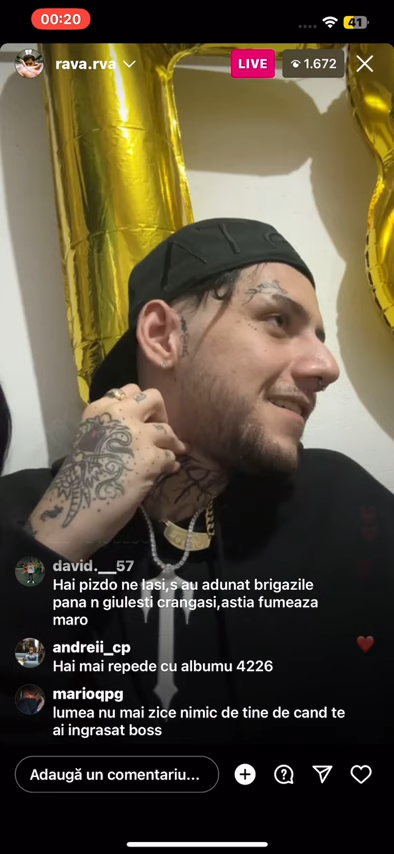 00:20
41
rava.rva
LIVE
1.672
david.__57
Hai pizdo ne lasi,s au adunat brigazile
pana n giulesti crangasi,astia fumeaza
maro
andreii_cp
Hai mai repede cu albumu 4226
marioqpg
lumea nu mai zice nimic de tine de cand te
ai ingrasat boss
Adaugă un comentariu...